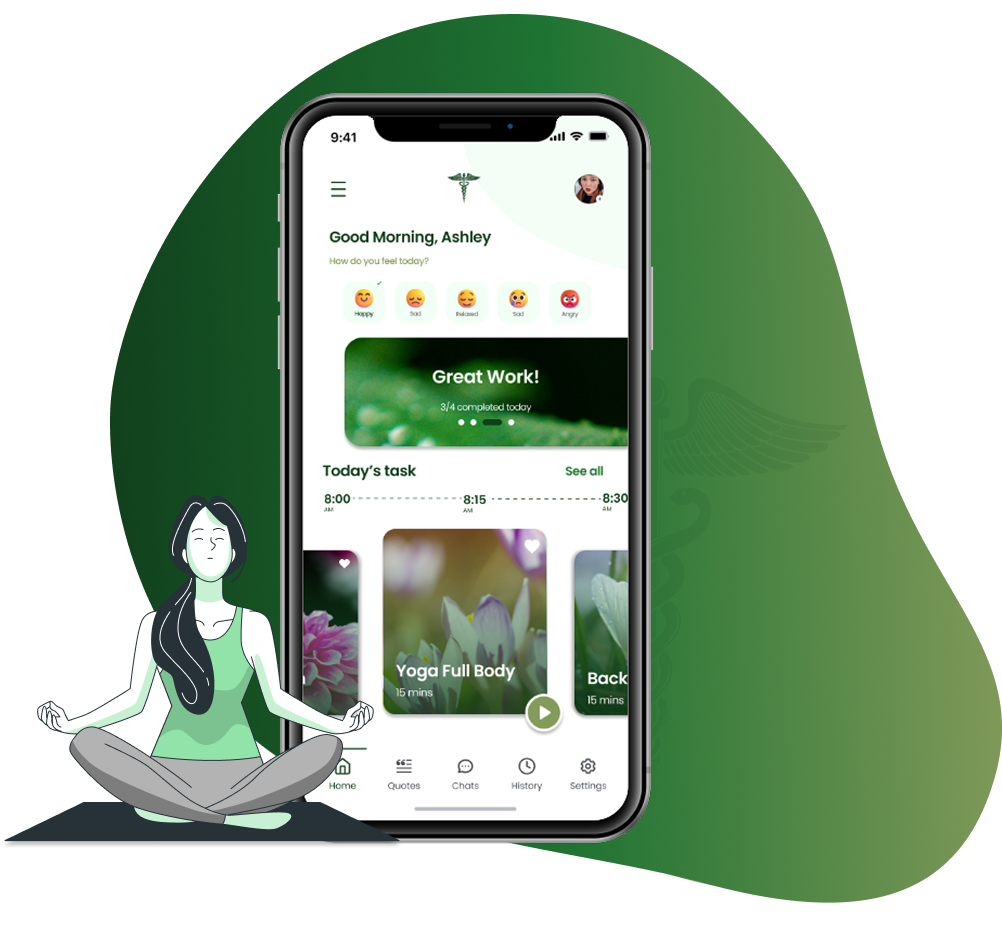 9:41
Good Morning, Ashley
How do you feel today?
Happy Sad Relaxed Sad Angry
Great Work!
3/4 completed today
Today's task See all
8:00 8:15 8:30
AM AM AM
Yoga Full Body
15 mins
Back
15 mins
Home Quotes Chats History Settings